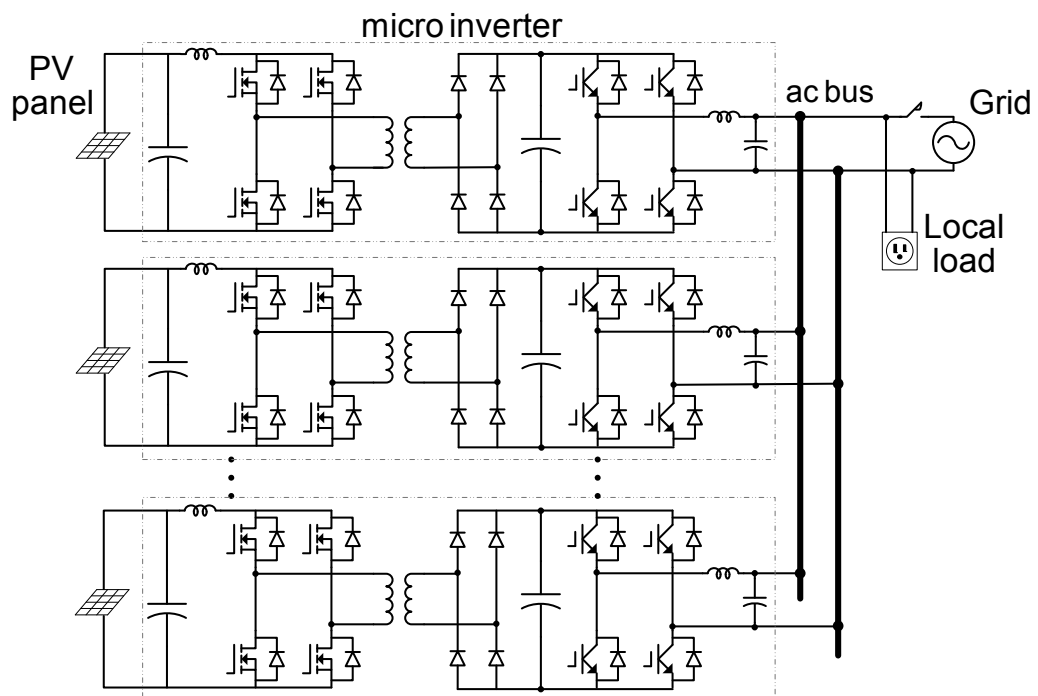 micro inverter
PV
panel
ac bus
Grid
Local
load